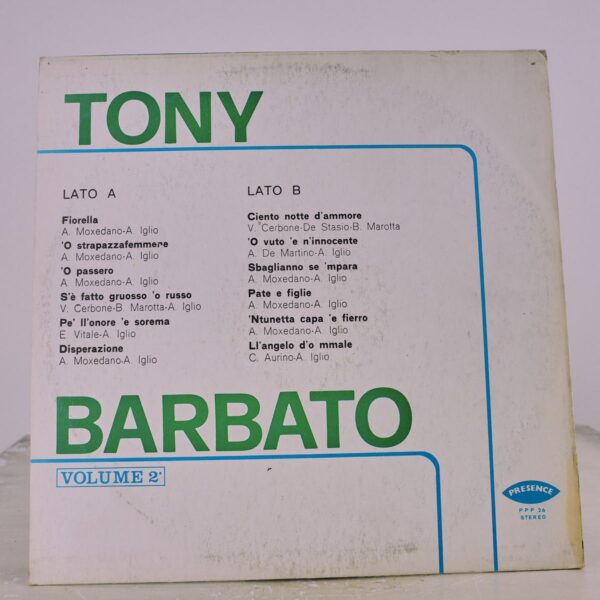 TONY
LATO A
Fiorella
A. Moxedano-A. Iglio
'O strapazzafemmere
A. Moxedano-A. Iglio
'O passero
A. Moxedano-A. Iglio
S'è fatto gruosso 'o russo
V. Cerbone-B. Marotta-A. Iglio
Pe' ll'onore 'e sorema
E. Vitale-A. Iglio
Disperazione
A. Moxedano-A. Iglio
LATO B
Ciento notte d'ammore
V. Cerbone-De Stasio-B. Marotta
'O vuto 'e n'innocente
A. De Martino-A. Iglio
Sbaglianno se 'mpara
A. Moxedano-A. Iglio
Pate e figlie
A. Moxedano-A. Iglio
'Ntunetta capa 'e fierro
A. Moxedano-A. Iglio
Ll'angelo d'o mmale
C. Aurino-A. Iglio
BARBATO
VOLUME 2°
PRESENCE
PPP 26
STEREO